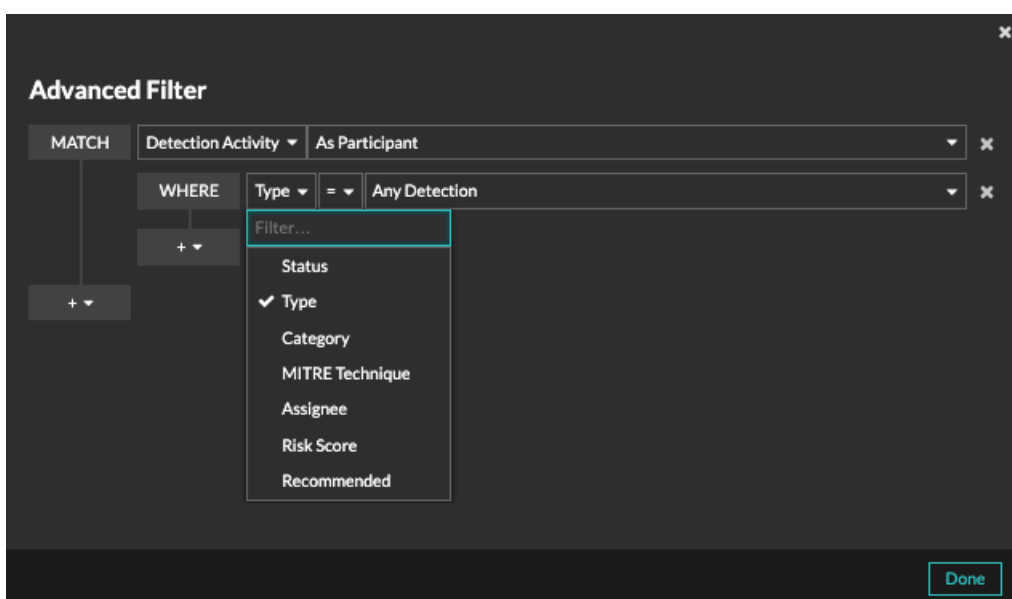 Advanced Filter
MATCH Detection Activity As Participant
WHERE Type = Any Detection
Filter...
+
Status
+
Type
Category
MITRE Technique
Assignee
Risk Score
Recommended
Done